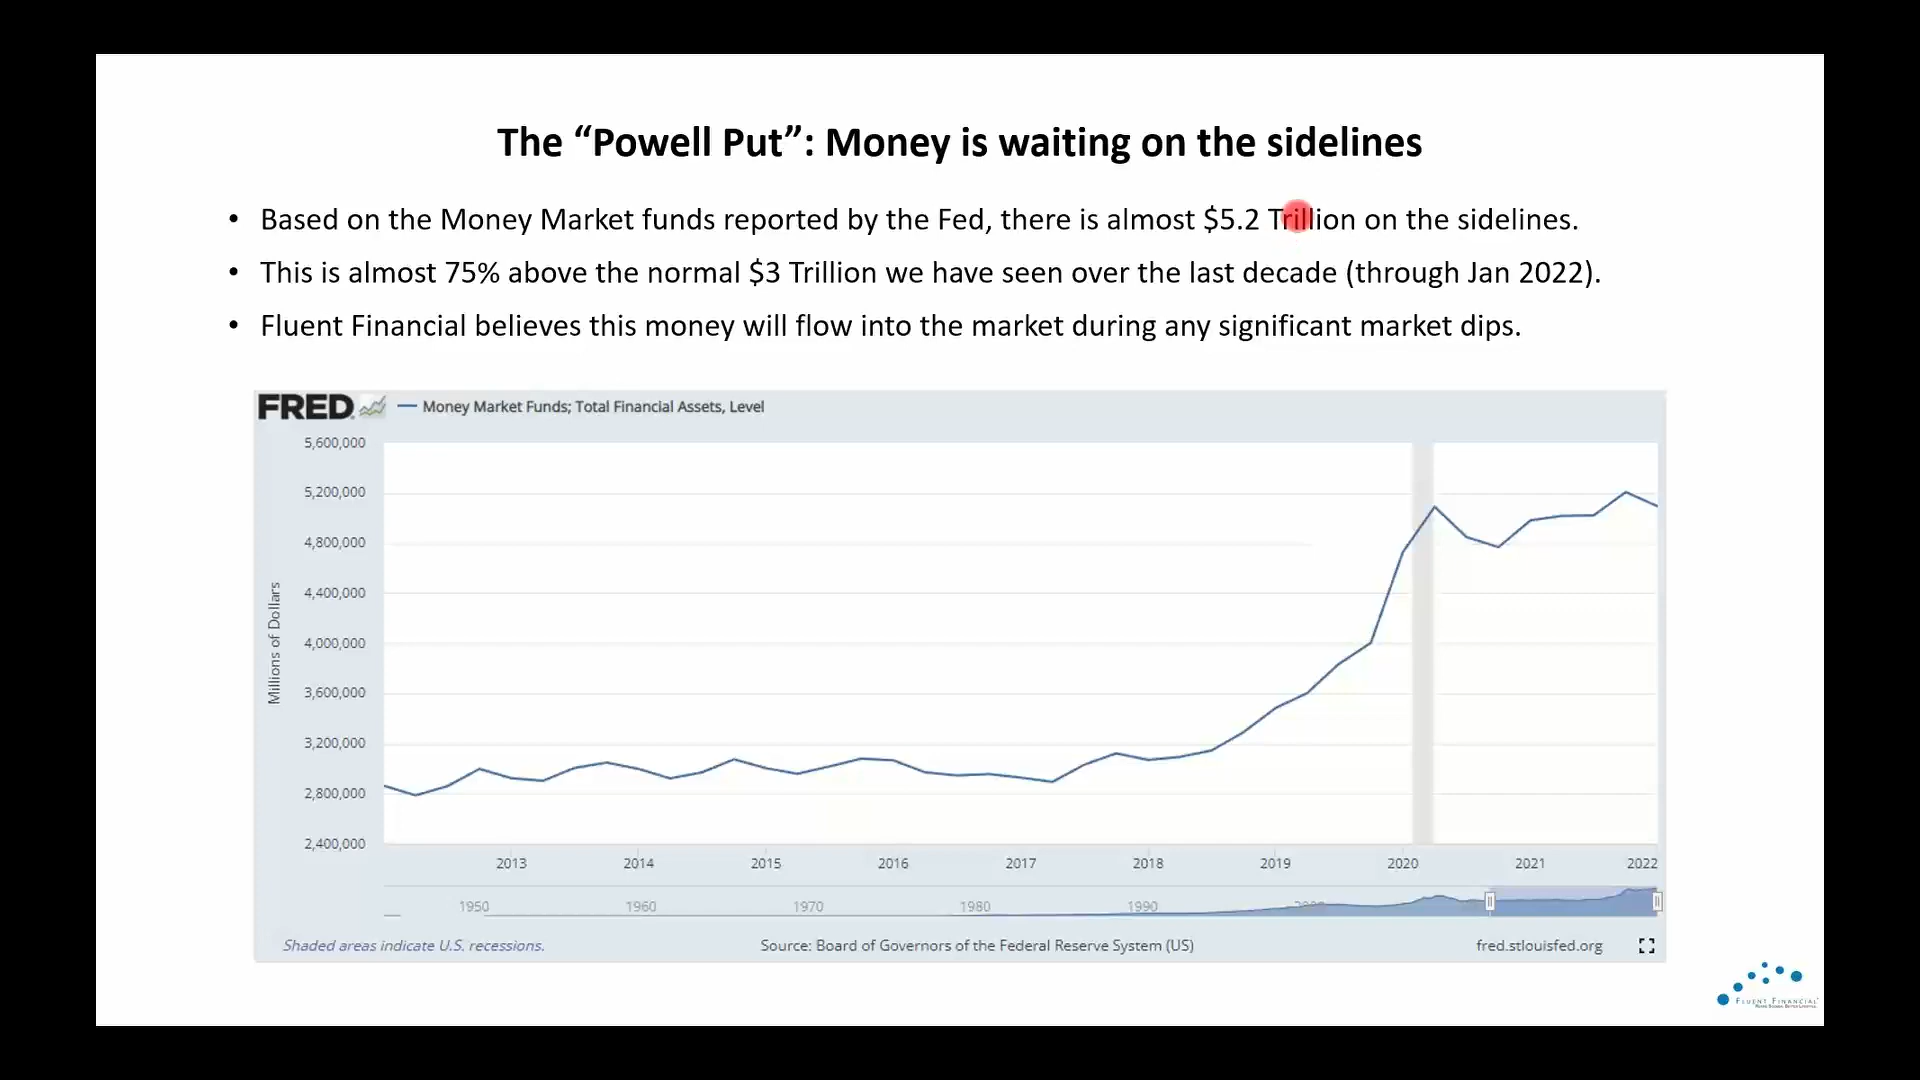 The “Powell Put”: Money is waiting on the sidelines
• Based on the Money Market funds reported by the Fed, there is almost $5.2 Trillion on the sidelines.
• This is almost 75% above the normal $3 Trillion we have seen over the last decade (through Jan 2022).
• Fluent Financial believes this money will flow into the market during any significant market dips.
FRED — Money Market Funds; Total Financial Assets, Level
Millions of Dollars
5,600,000
5,200,000
4,800,000
4,400,000
4,000,000
3,600,000
3,200,000
2,800,000
2,400,000
2013 2014 2015 2016 2017 2018 2019 2020 2021 2022
1950 1960 1970 1980 1990
Shaded areas indicate U.S. recessions. Source: Board of Governors of the Federal Reserve System (US) fred.stlouisfed.org
FLUENT FINANCIAL